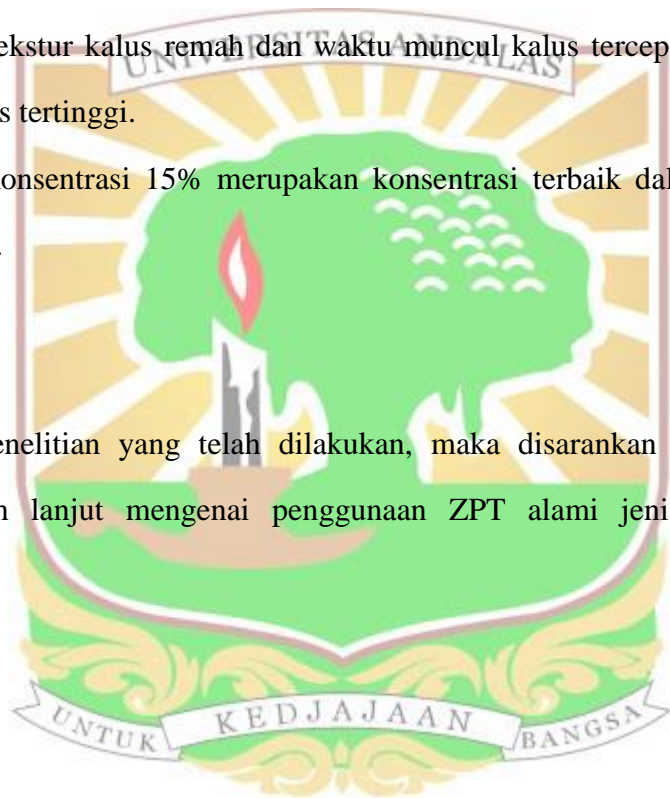 ekstur kalus remah dan waktu muncul kalus tercep
UNIVERSITAS ANDALAS
s tertinggi.
onsentrasi 15% merupakan konsentrasi terbaik dal
.
enelitian yang telah dilakukan, maka disarankan
n lanjut mengenai penggunaan ZPT alami jeni
UNTUK KEDJAJAAN BANGSA